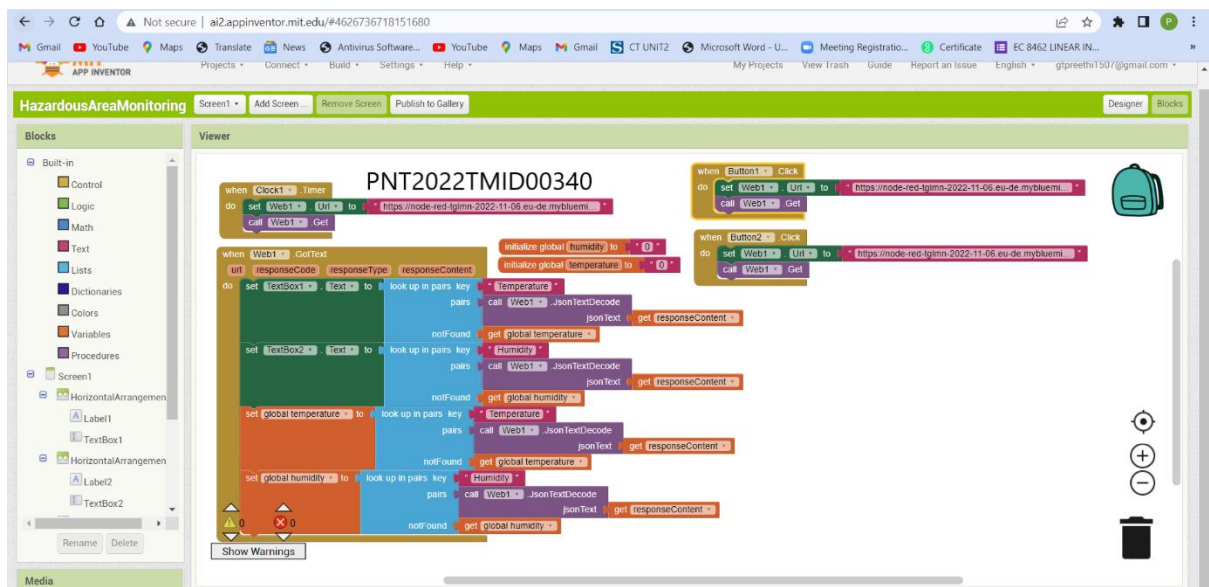 Not secure | ai2.appinventor.mit.edu/#4626736718151680
Gmail YouTube Maps Translate News Antivirus Software... YouTube Maps Gmail CT UNIT2 Microsoft Word - U... Meeting Registratio... Certificate EC 8462 LINEAR IN... »
APP INVENTOR Projects Connect Build Settings Help My Projects View Trash Guide Report an Issue English gtpreethi1507@gmail.com
HazardousAreaMonitoring Screen1 Add Screen ... Remove Screen Publish to Gallery Designer Blocks
Blocks
Viewer
Built-in
Control
Logic
Math
Text
Lists
Dictionaries
Colors
Variables
Procedures
Screen1
HorizontalArrangemen
Label1
TextBox1
HorizontalArrangemen
Label2
TextBox2
Rename Delete
Media
PNT2022TMID00340
when Clock1 .Timer
do set Web1 . Url to " https://node-red-tglmn-2022-11-06.eu-de.mybluemi... "
call Web1 .Get
when Button1 .Click
do set Web1 . Url to " https://node-red-tglmn-2022-11-06.eu-de.mybluemi... "
call Web1 .Get
when Button2 .Click
do set Web1 . Url to " https://node-red-tglmn-2022-11-06.eu-de.mybluemi... "
call Web1 .Get
initialize global humidity to " 0 "
initialize global temperature to " 0 "
when Web1 .GotText
url responseCode responseType responseContent
do set TextBox1 . Text to look up in pairs key " Temperature "
pairs call Web1 .JsonTextDecode
jsonText get responseContent
notFound get global temperature
set TextBox2 . Text to look up in pairs key " Humidity "
pairs call Web1 .JsonTextDecode
jsonText get responseContent
notFound get global humidity
set global temperature to look up in pairs key " Temperature "
pairs call Web1 .JsonTextDecode
jsonText get responseContent
notFound get global temperature
set global humidity to look up in pairs key " Humidity "
pairs call Web1 .JsonTextDecode
jsonText get responseContent
notFound get global humidity
0 0
Show Warnings